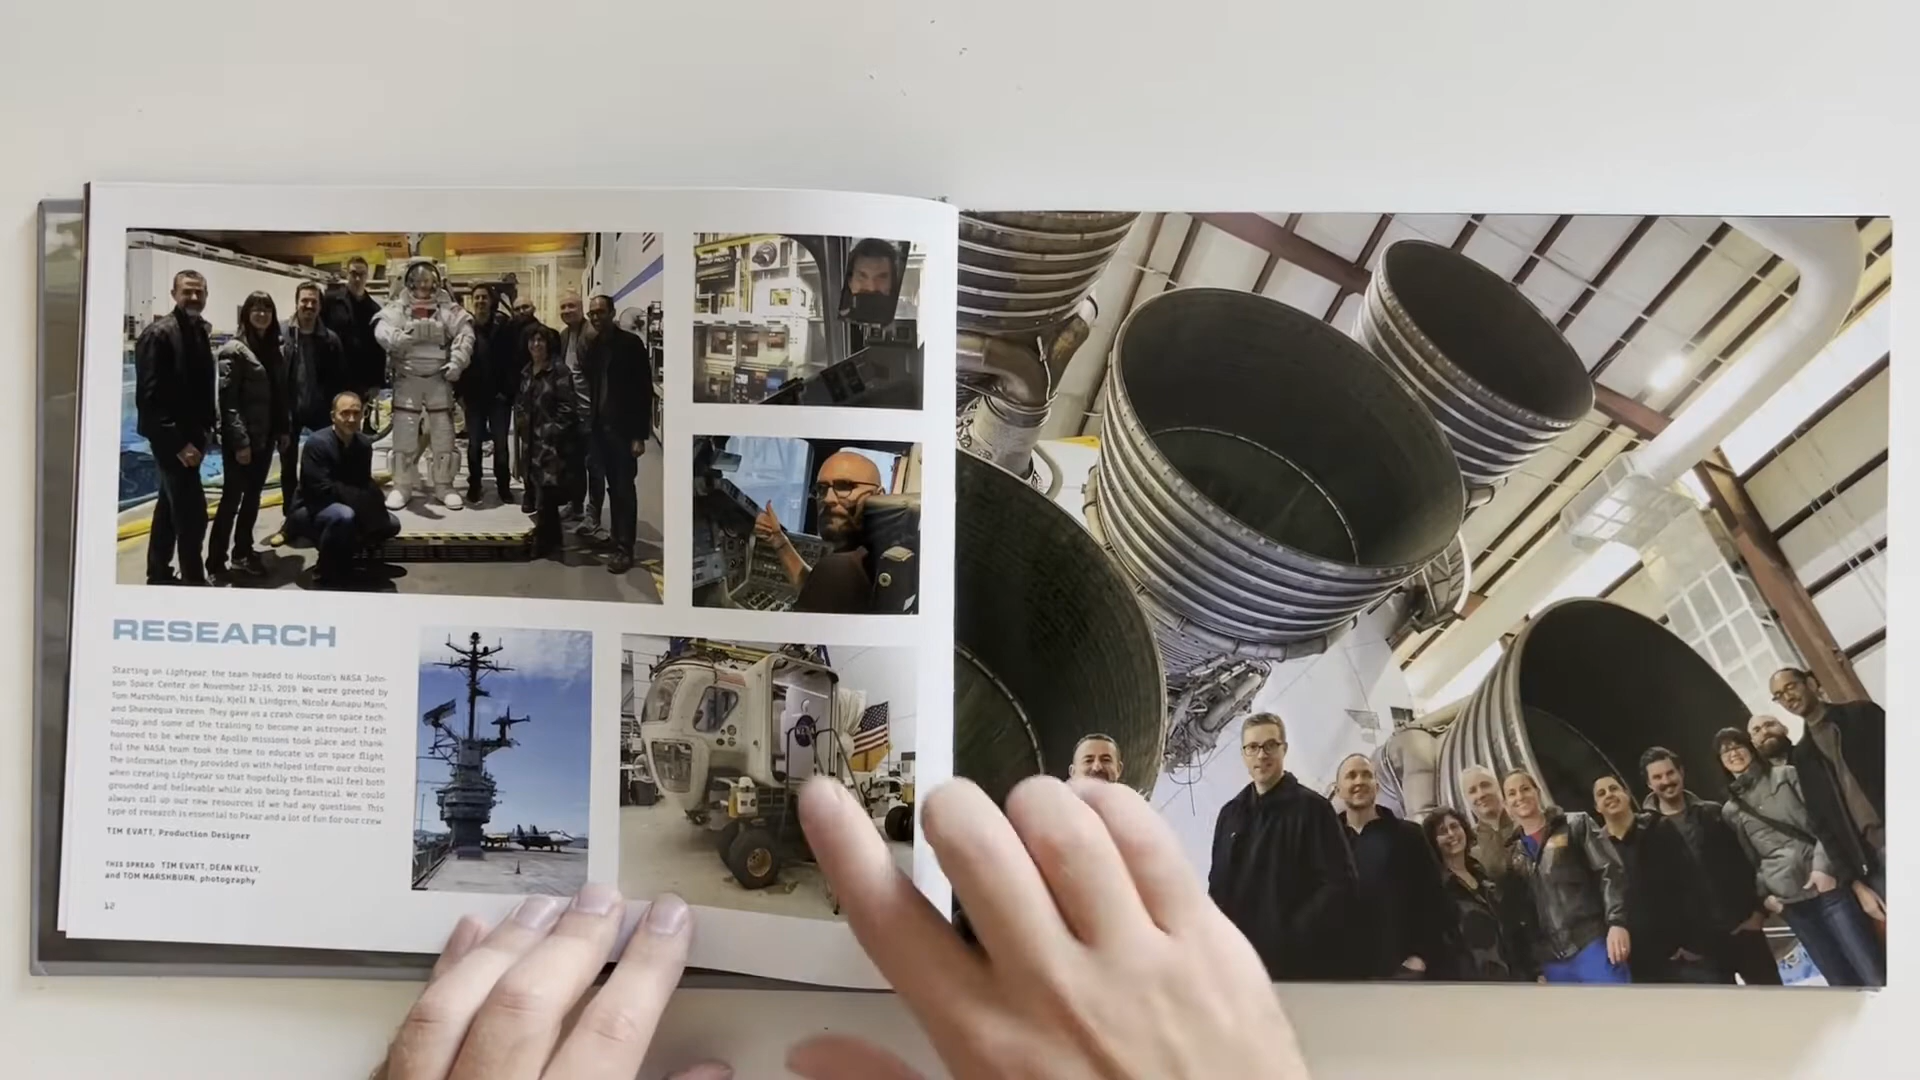 RESEARCH
Starting on Lightyear, the team headed to Houston's NASA John-
son Space Center on November 12–15, 2019. We were greeted by
Tom Marshburn, his family, Kjell N. Lindgren, Nicole Aunapu Mann,
and Shaneequa Vereen. They gave us a crash course on space tech-
nology and some of the training to become an astronaut. I felt
honored to be where the Apollo missions took place and thank-
ful the NASA team took the time to educate us on space flight.
The information they provided us with helped inform our choices
when creating Lightyear so that hopefully the film will feel both
grounded and believable while also being fantastical. We could
always call up our new resources if we had any questions. This
type of research is essential to Pixar and a lot of fun for our crew.
TIM EVATT, Production Designer
THIS SPREAD TIM EVATT, DEAN KELLY,
and TOM MARSHBURN, photography
12
NASA